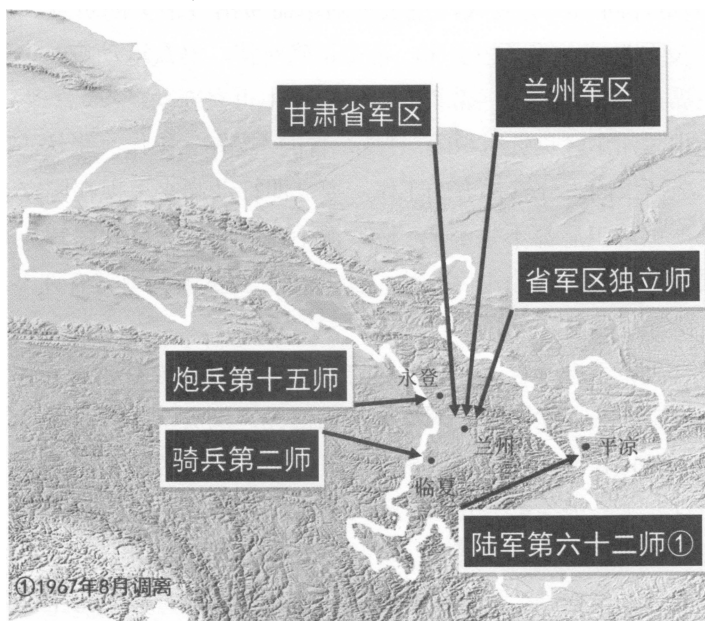 兰州军区
甘肃省军区
省军区独立师
炮兵第十五师
永登
兰州
平凉
骑兵第二师
临夏
陆军第六十二师①
①1967年8月调离